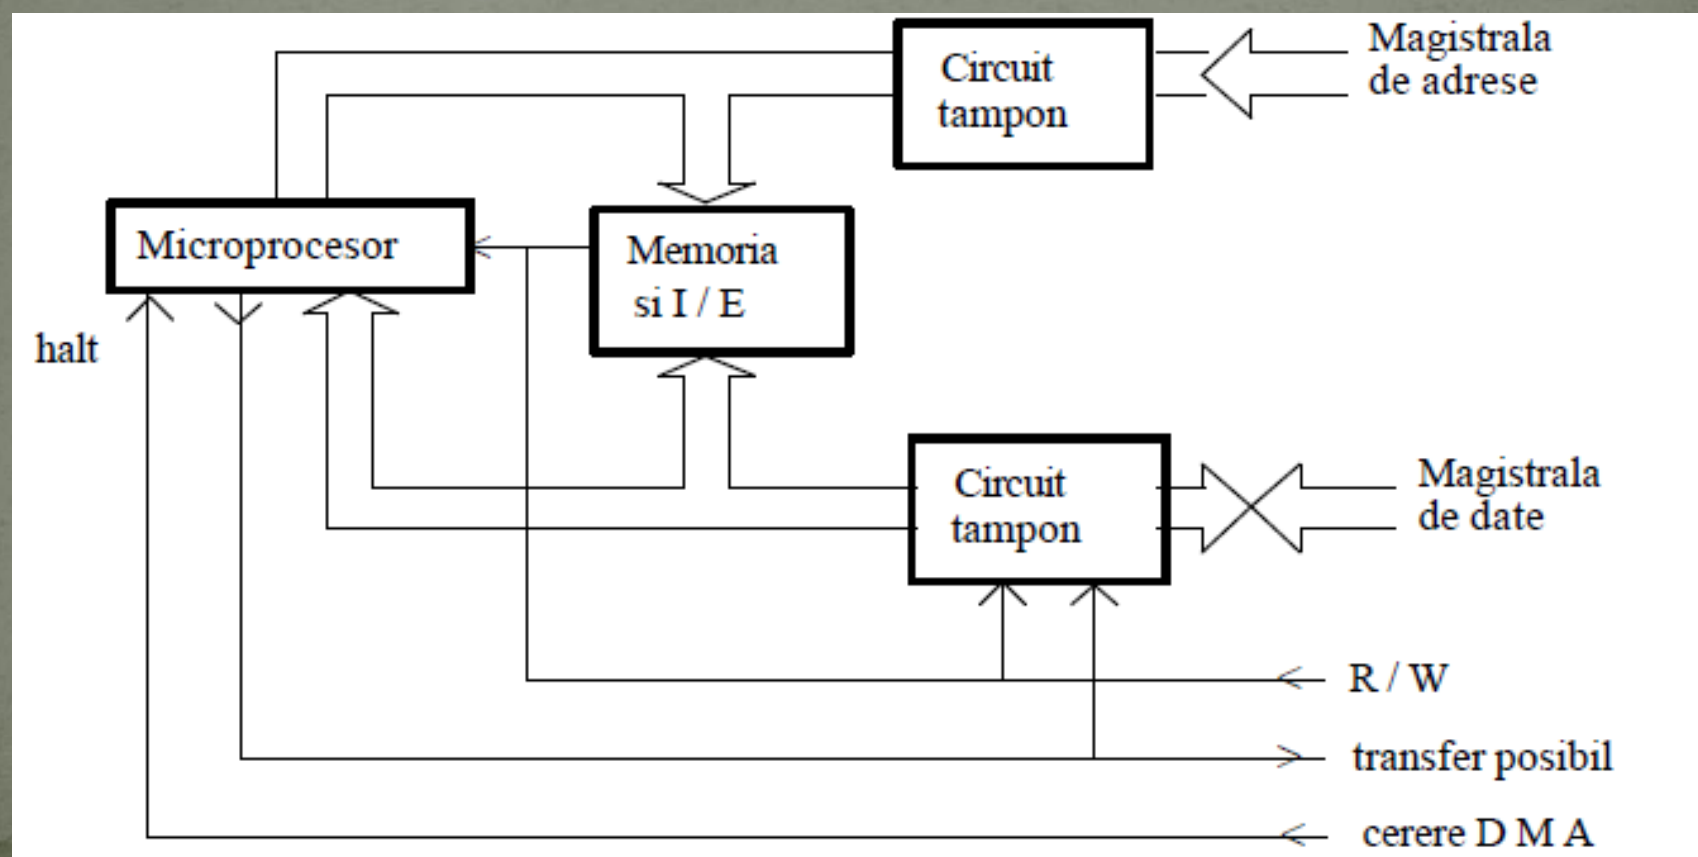 Circuit
tampon
Magistrala
de adrese
Microprocesor
Memoria
si I / E
halt
Circuit
tampon
Magistrala
de date
R / W
transfer posibil
cerere D M A